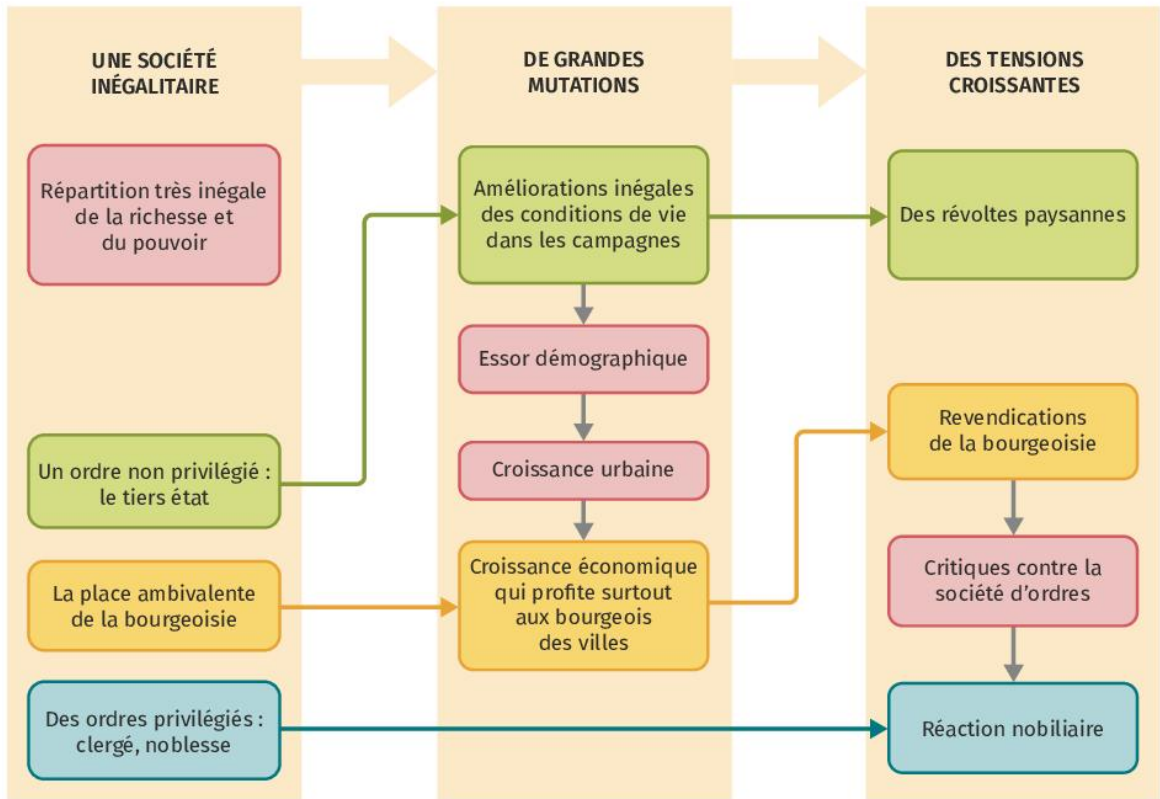 UNE SOCIÉTÉ
INÉGALITAIRE
Répartition très inégale
de la richesse et
du pouvoir
Un ordre non privilégié :
le tiers état
La place ambivalente
de la bourgeoisie
Des ordres privilégiés :
clergé, noblesse
DE GRANDES
MUTATIONS
Améliorations inégales
des conditions de vie
dans les campagnes
Essor démographique
Croissance urbaine
Croissance économique
qui profite surtout
aux bourgeois
des villes
DES TENSIONS
CROISSANTES
Des révoltes paysannes
Revendications
de la bourgeoisie
Critiques contre la
société d’ordres
Réaction nobiliaire